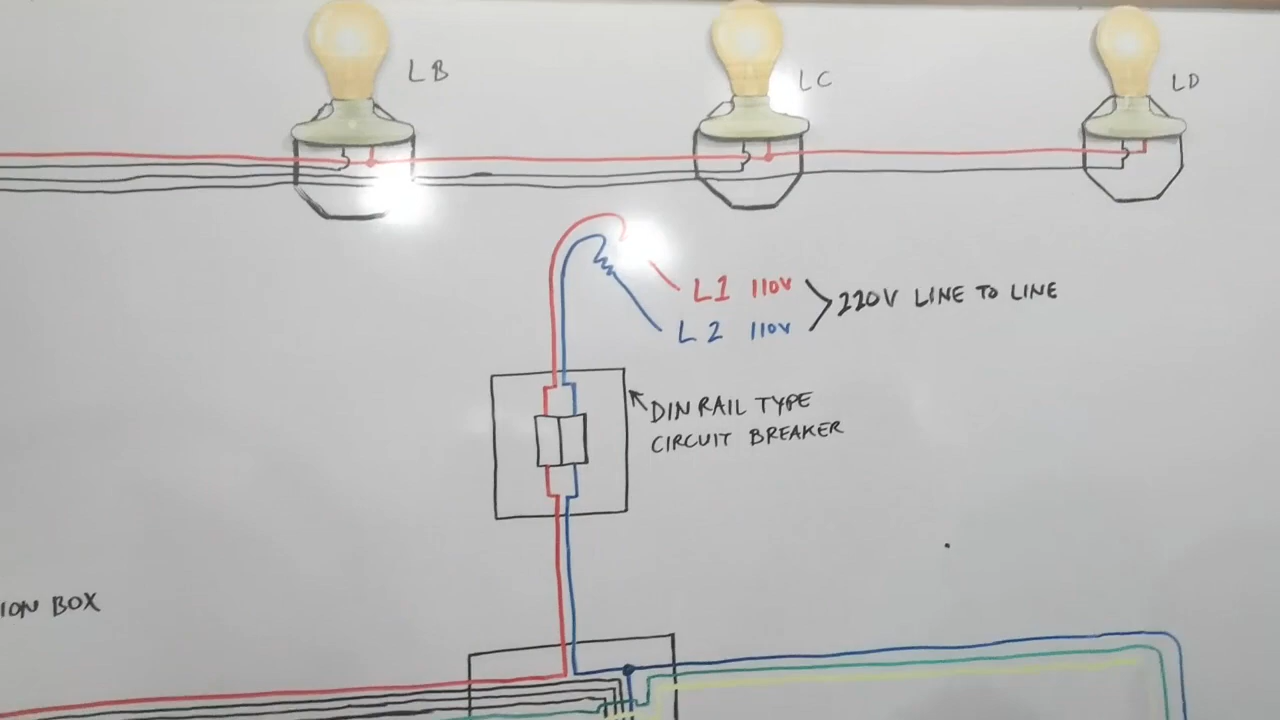 LB
LC
LD
L1 110V
220V LINE TO LINE
L2 110V
DIN RAIL TYPE
CIRCUIT BREAKER
ION BOX